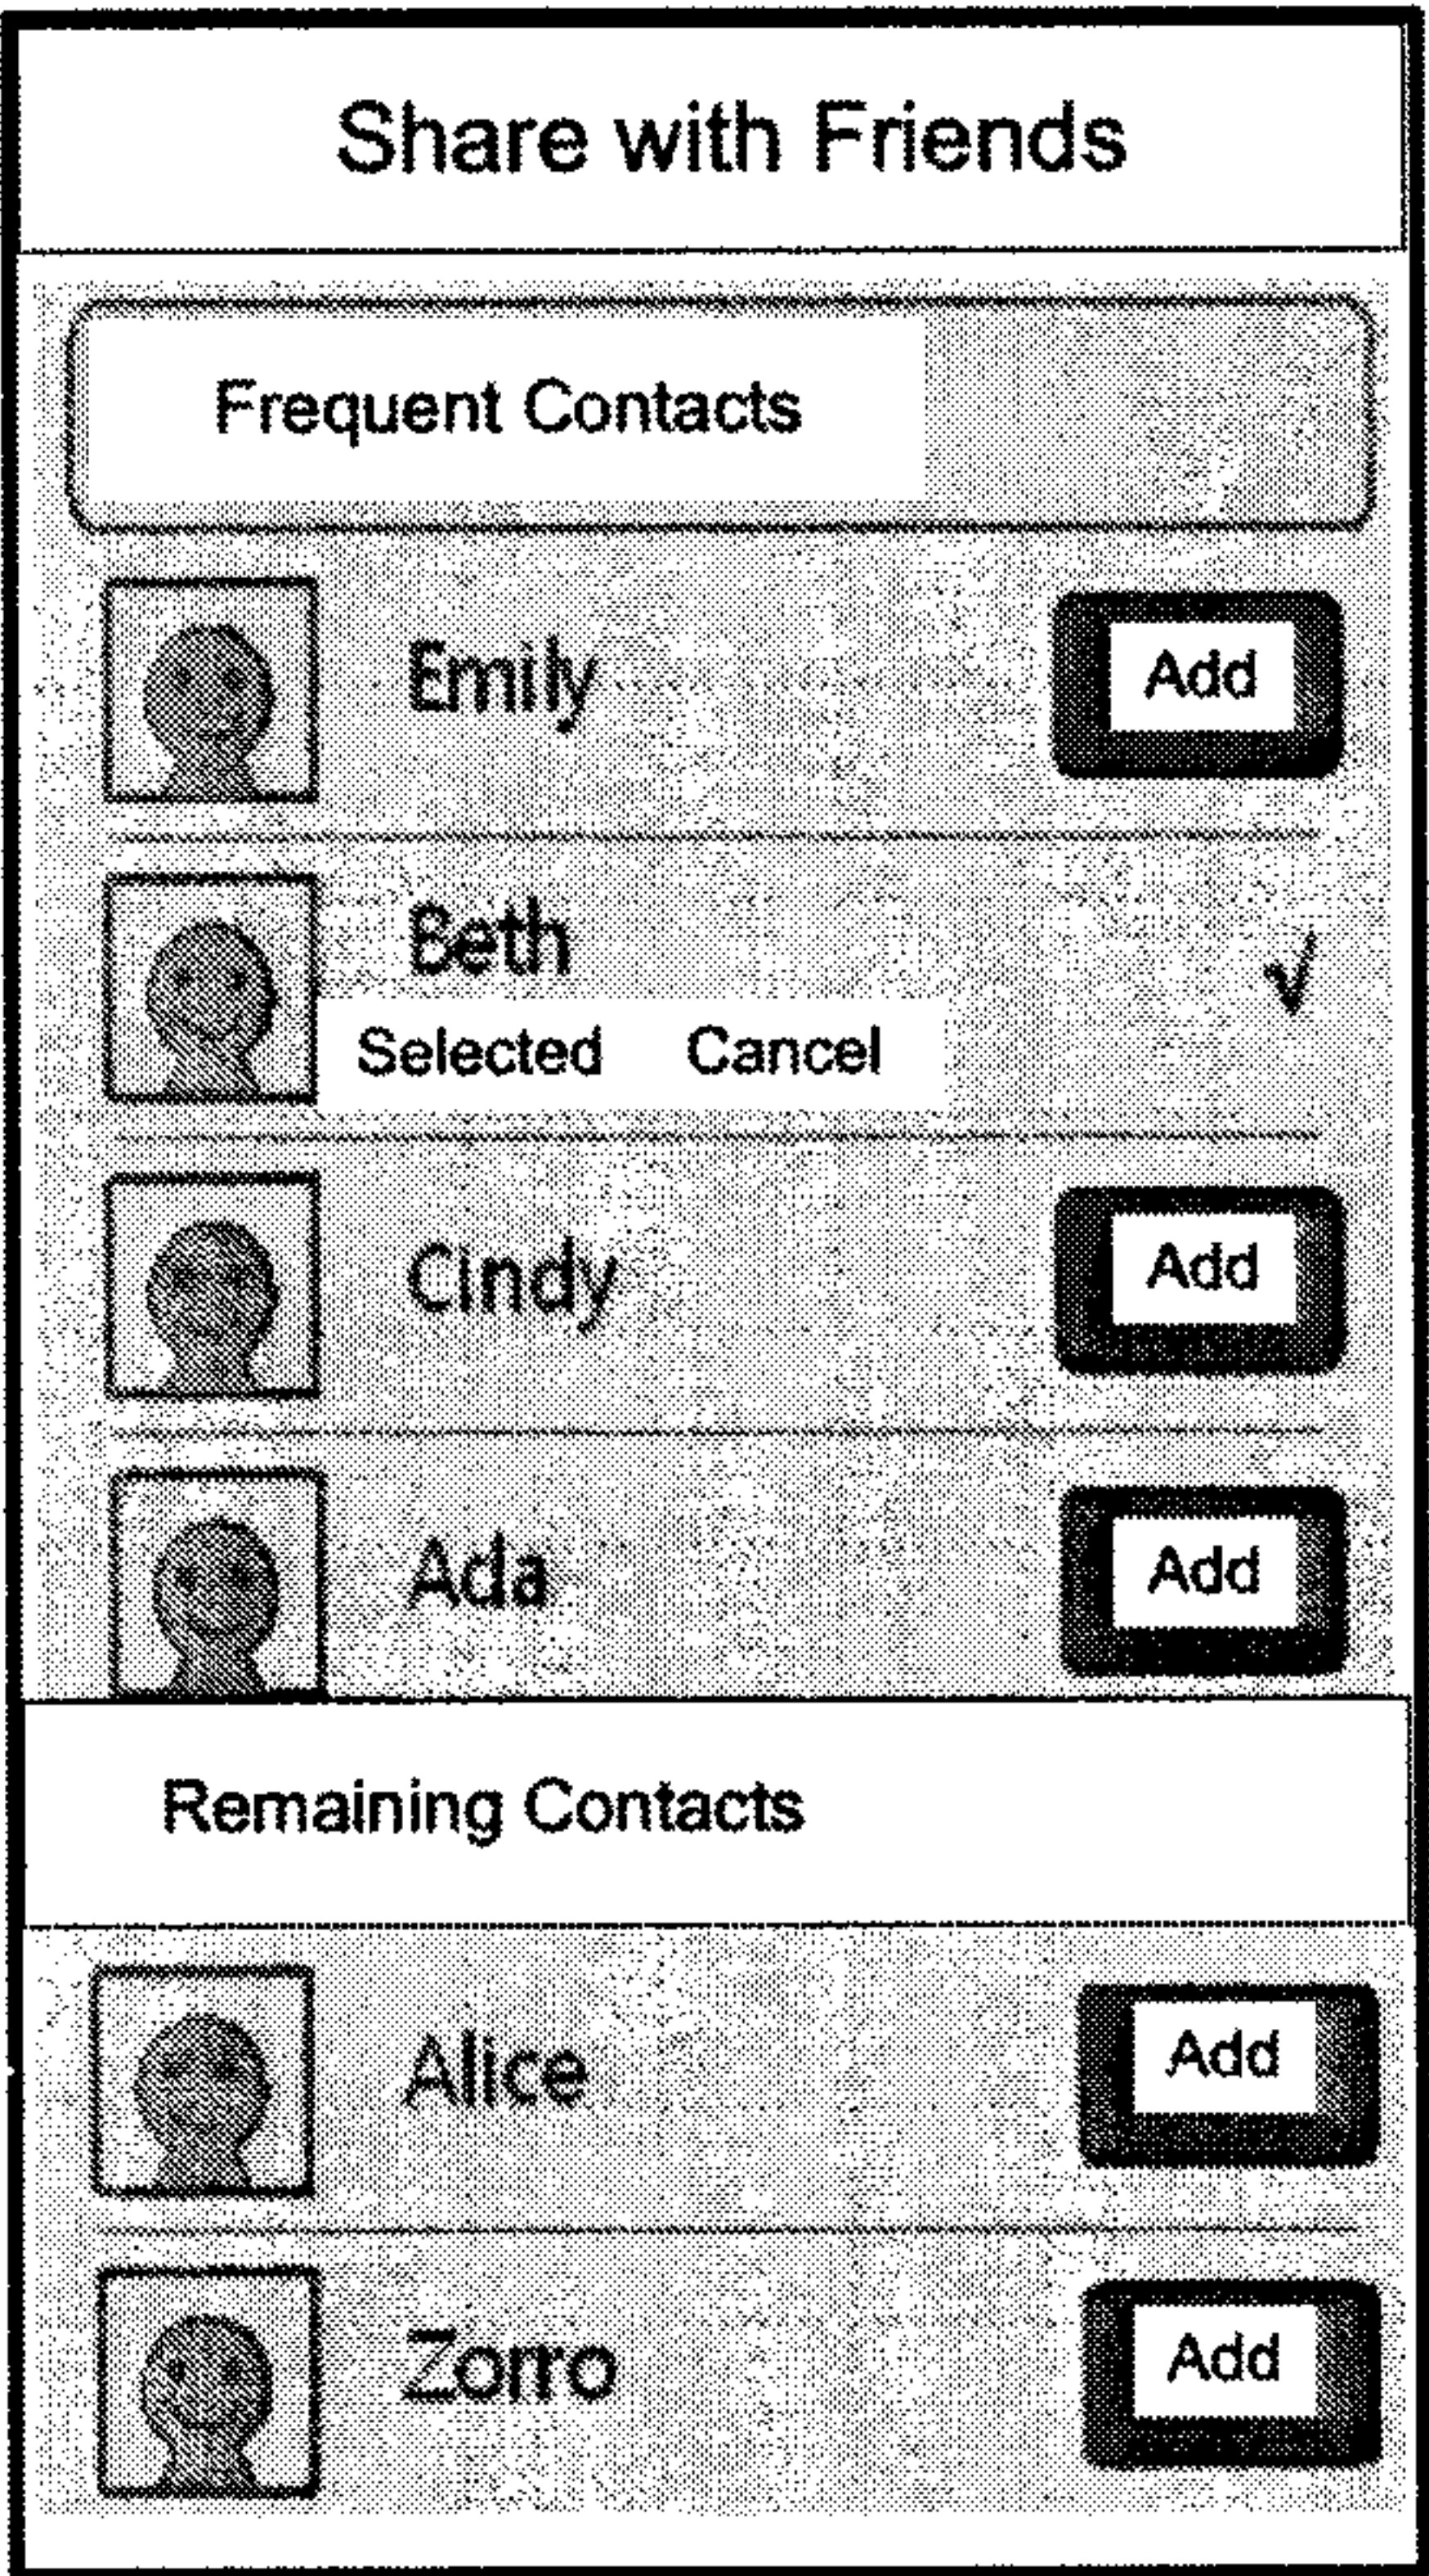 Share with Friends
Frequent Contacts
Emily Add
Beth √
Selected Cancel
Cindy Add
Ada Add
Remaining Contacts
Alice Add
Zorro Add